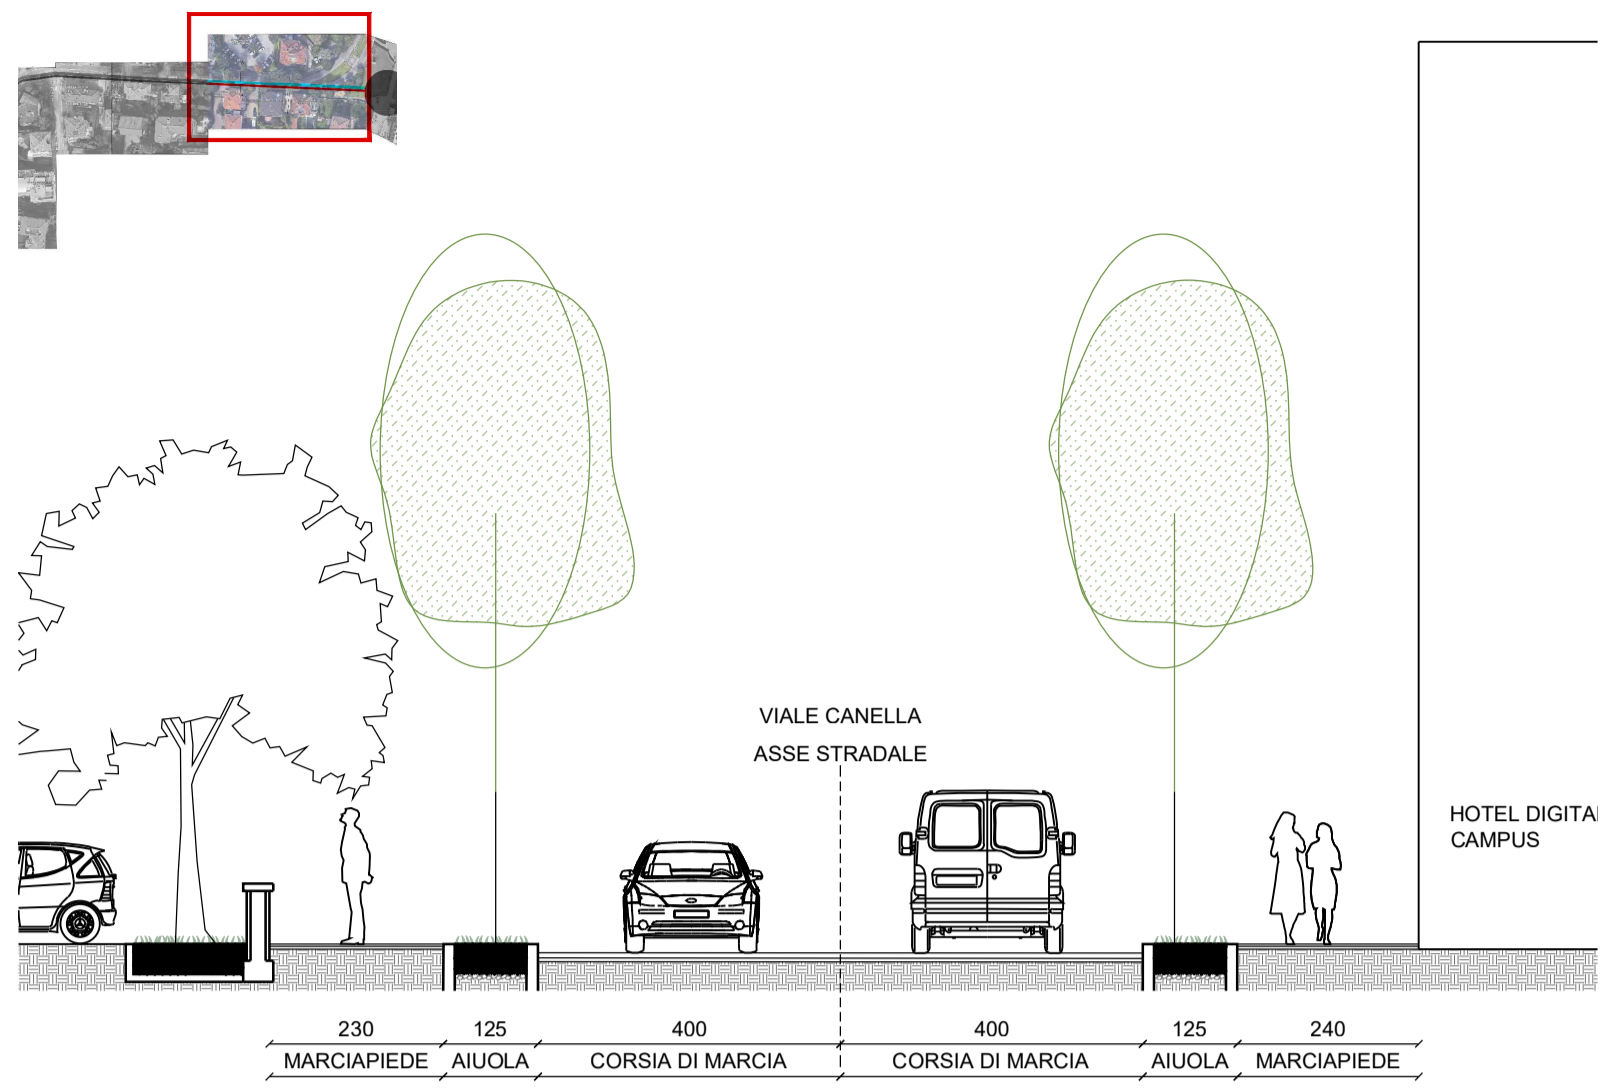 VIALE CANELLA
ASSE STRADALE
HOTEL DIGITAL
CAMPUS
230 125 400 400 125 240
MARCIAPIEDE AIUOLA CORSIA DI MARCIA CORSIA DI MARCIA AIUOLA MARCIAPIEDE